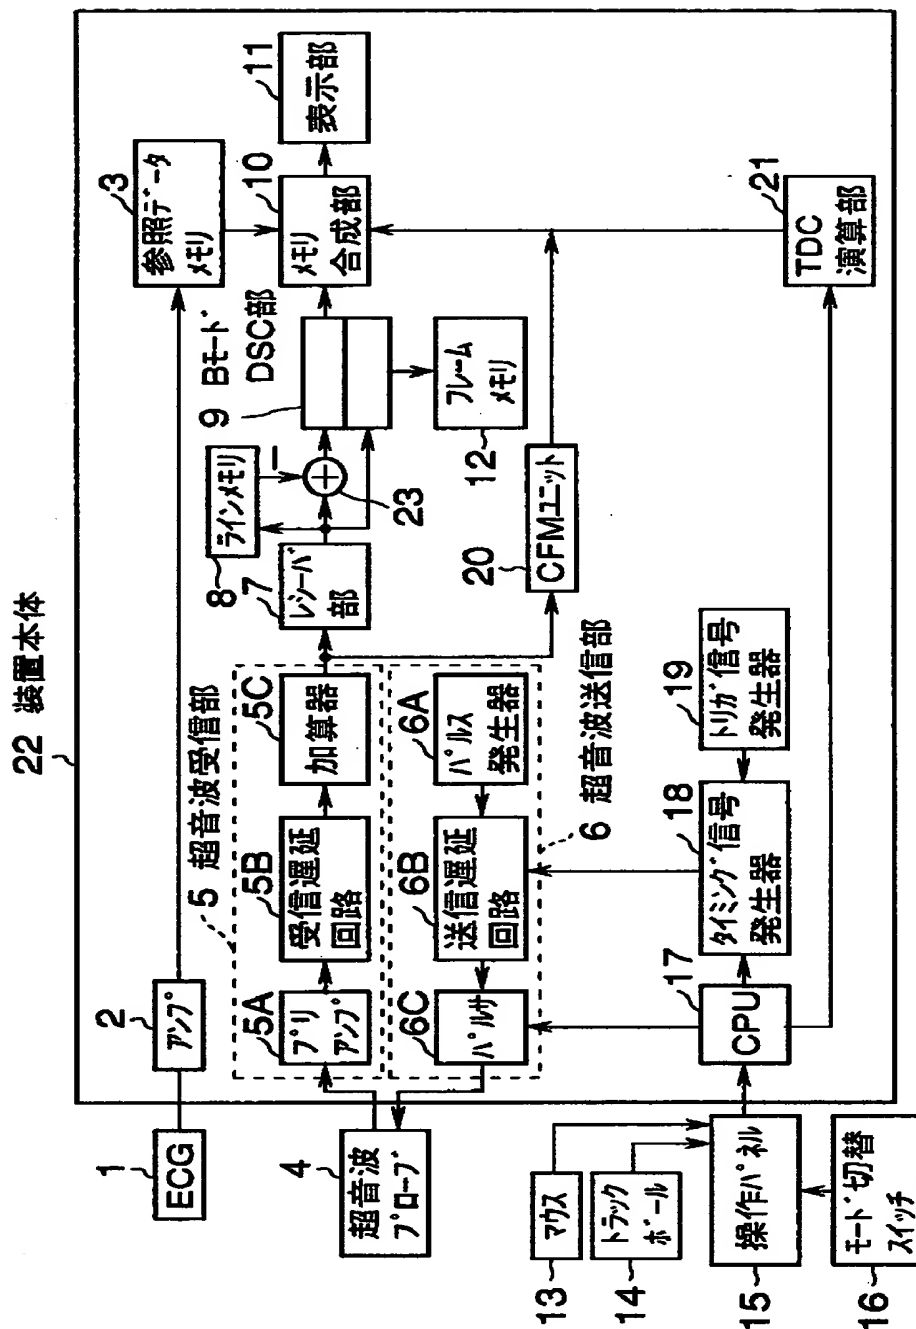 22 装置本体
1
ECG
2
アンプ
3
参照データ
メモリ
4
超音波
プローブ
5 超音波受信部
5A
プリ
アンプ
5B
受信遅延
回路
5C
加算器
6 超音波送信部
6A
パルス
発生器
6B
送信遅延
回路
6C
パルサ
7
レシーバ
部
8
ラインメモリ
−
+
23
9
Bモード
DSC部
10
メモリ
合成部
11
表示部
12
フレーム
メモリ
13
マウス
14
トラック
ボール
15
操作パネル
16
モード切替
スイッチ
17
CPU
18
タイミング信号
発生器
19
トリガ信号
発生器
20
CFMユニット
21
TDC
演算部